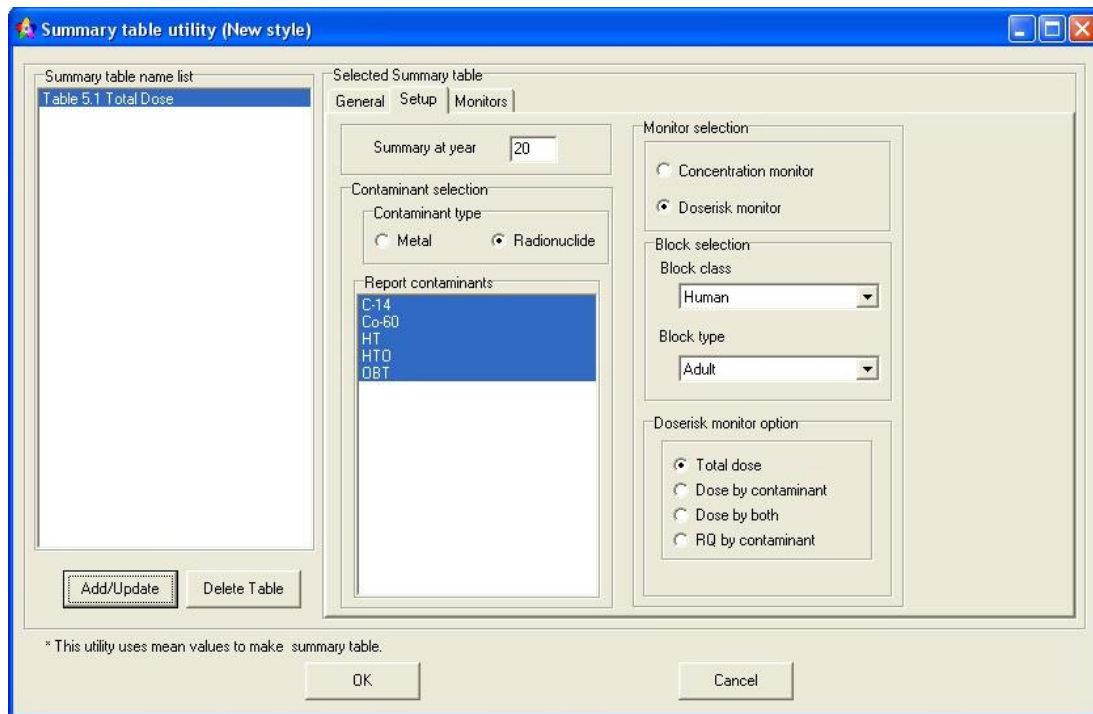 Summary table utility (New style)
Summary table name list
Table 5.1 Total Dose
Add/Update
Delete Table
Selected Summary table
General
Setup
Monitors
Summary at year 20
Contaminant selection
Contaminant type
Metal
Radionuclide
Report contaminants
C-14
Co-60
HT
HTO
OBT
Monitor selection
Concentration monitor
Doserisk monitor
Block selection
Block class
Human
Block type
Adult
Doserisk monitor option
Total dose
Dose by contaminant
Dose by both
RQ by contaminant
* This utility uses mean values to make summary table.
OK
Cancel